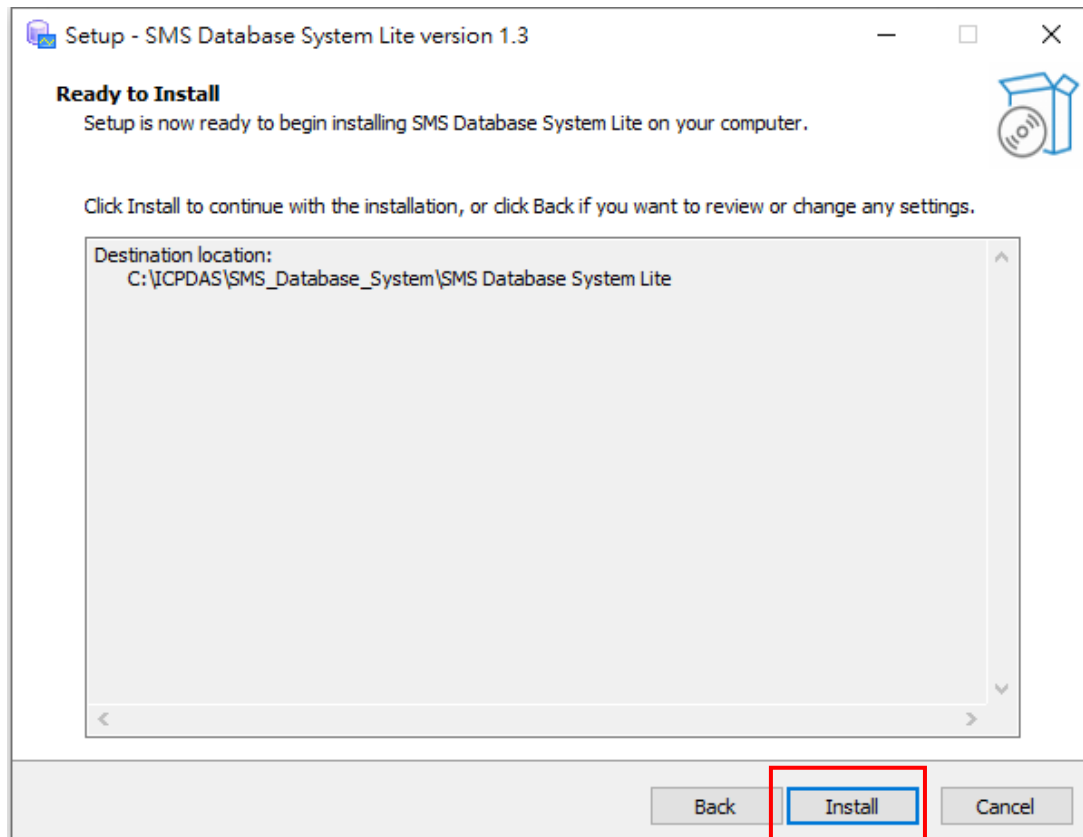 Setup - SMS Database System Lite version 1.3
Ready to Install
Setup is now ready to begin installing SMS Database System Lite on your computer.
Click Install to continue with the installation, or click Back if you want to review or change any settings.
Destination location:
C:\ICPDAS\SMS_Database_System\SMS Database System Lite
Back
Install
Cancel